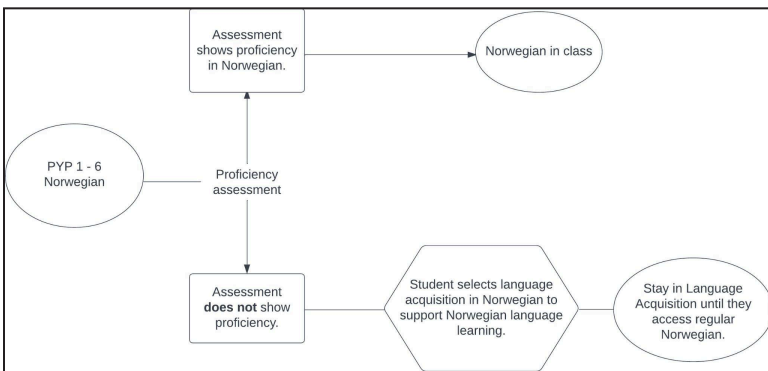 Assessment
shows proficiency
in Norwegian.
Norwegian in class
PYP 1 - 6
Norwegian
Proficiency
assessment
Assessment
does not show
proficiency.
Student selects language
acquisition in Norwegian to
support Norwegian language
learning.
Stay in Language
Acquisition until they
access regular
Norwegian.